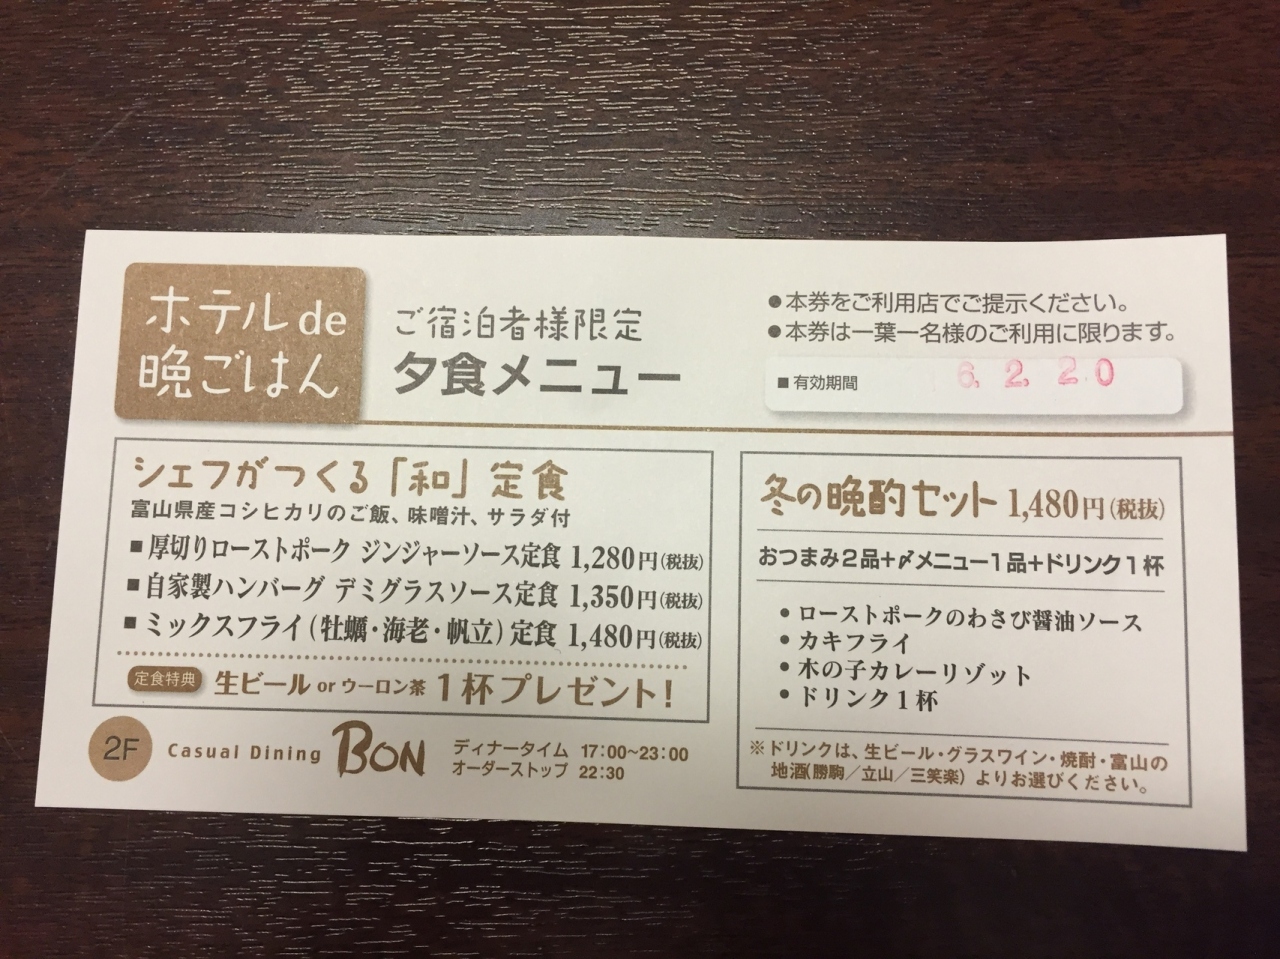 ホテル de
晩ごはん
ご宿泊者様限定
夕食メニュー
●本券をご利用店でご提示ください。
●本券は一葉一名様のご利用に限ります。
■有効期間 6. 2. 20
シェフがつくる「和」定食
富山県産コシヒカリのご飯、味噌汁、サラダ付
■厚切りローストポーク ジンジャーソース定食 1,280円(税抜)
■自家製ハンバーグ デミグラスソース定食 1,350円(税抜)
■ミックスフライ(牡蠣・海老・帆立)定食 1,480円(税抜)
定食特典 生ビール or ウーロン茶 1杯プレゼント!
2F Casual Dining BON
ディナータイム 17:00~23:00
オーダーストップ 22:30
冬の晩酌セット 1,480円(税抜)
おつまみ2品+〆メニュー1品+ドリンク1杯
●ローストポークのわさび醤油ソース
●カキフライ
●木の子カレーリゾット
●ドリンク1杯
※ドリンクは、生ビール・グラスワイン・焼酎・富山の
地酒(勝駒/立山/三笑楽)よりお選びください。